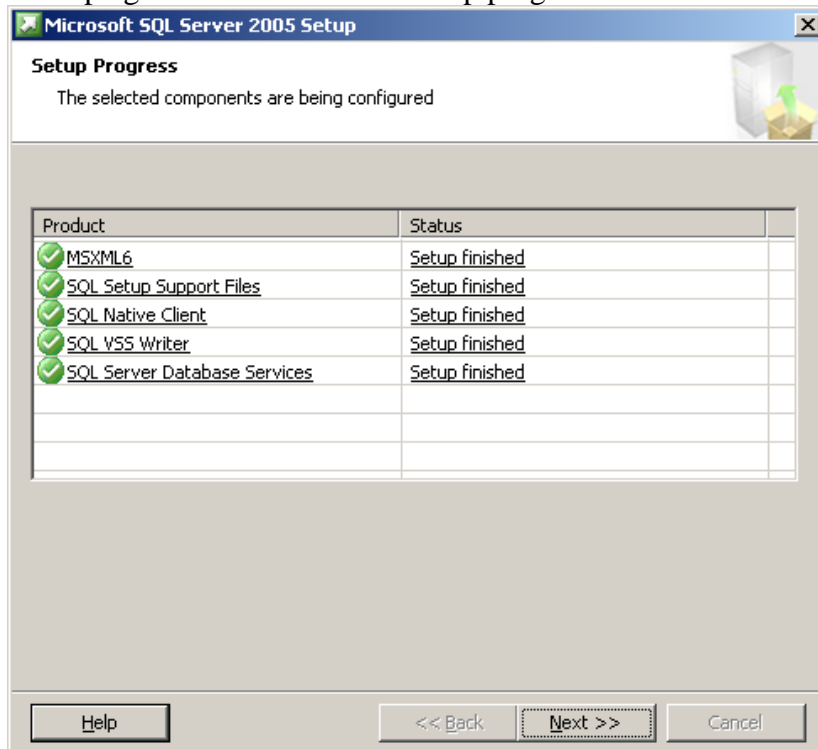 Microsoft SQL Server 2005 Setup
Setup Progress
The selected components are being configured
Product Status
MSXML6 Setup finished
SQL Setup Support Files Setup finished
SQL Native Client Setup finished
SQL VSS Writer Setup finished
SQL Server Database Services Setup finished
Help << Back Next >> Cancel